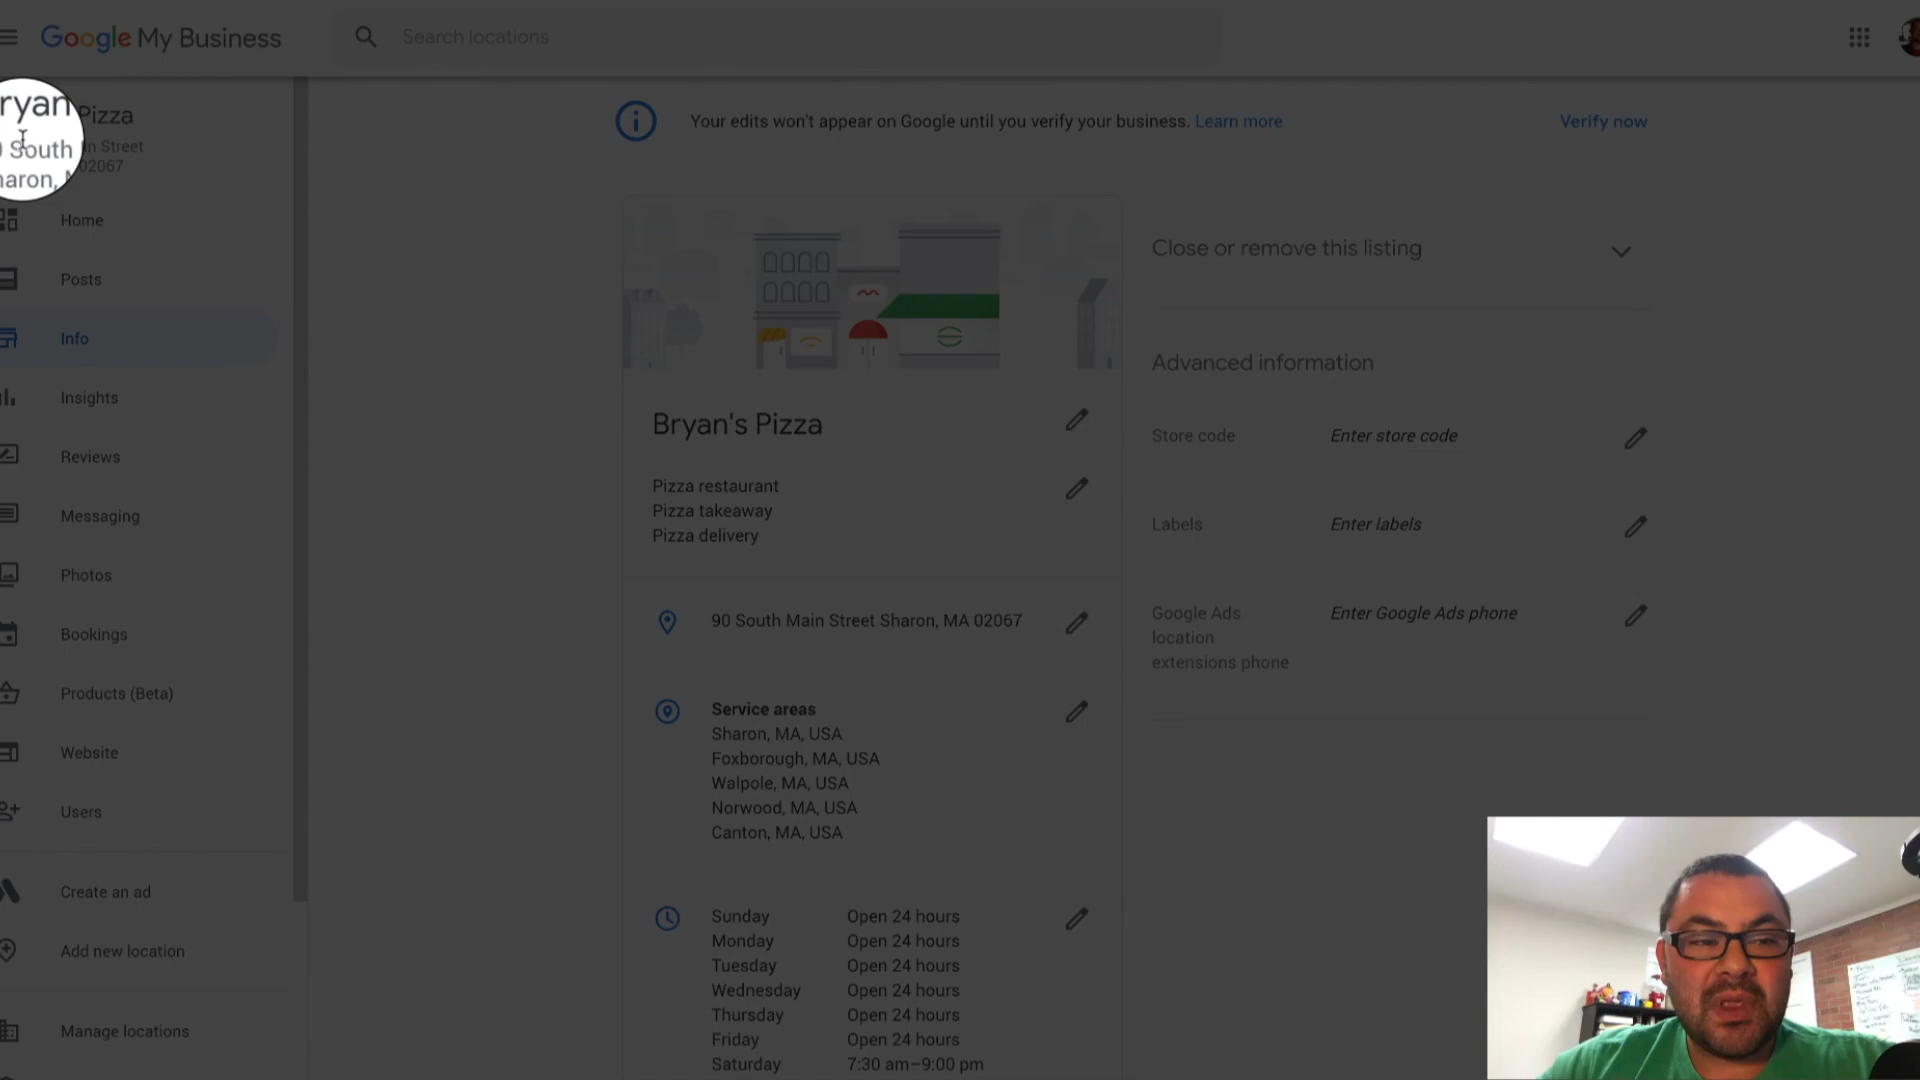 Google My Business
Search locations
ryan Pizza
South in Street
haron, 02067
Home
Posts
Info
Insights
Reviews
Messaging
Photos
Bookings
Products (Beta)
Website
Users
Create an ad
Add new location
Manage locations
Your edits won't appear on Google until you verify your business. Learn more
Verify now
Bryan's Pizza
Pizza restaurant
Pizza takeaway
Pizza delivery
90 South Main Street Sharon, MA 02067
Service areas
Sharon, MA, USA
Foxborough, MA, USA
Walpole, MA, USA
Norwood, MA, USA
Canton, MA, USA
Sunday Open 24 hours
Monday Open 24 hours
Tuesday Open 24 hours
Wednesday Open 24 hours
Thursday Open 24 hours
Friday Open 24 hours
Saturday 7:30 am–9:00 pm
Close or remove this listing
Advanced information
Store code Enter store code
Labels Enter labels
Google Ads Enter Google Ads phone
location
extensions phone